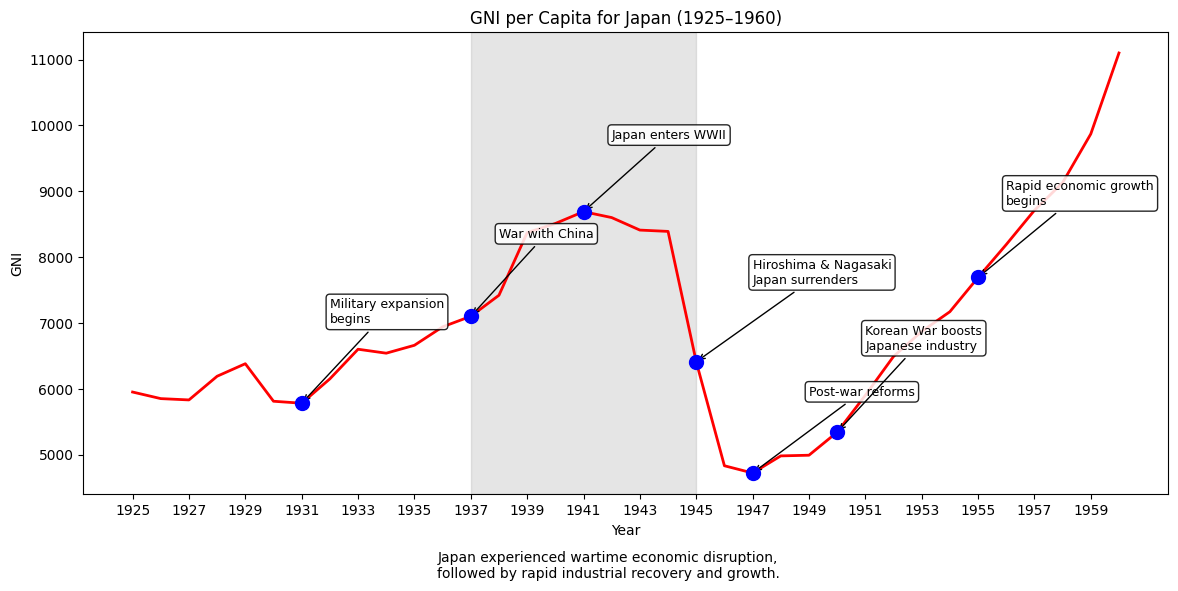 GNI per Capita for Japan (1925–1960)
11000
10000
9000
8000
7000
6000
5000
GNI
Japan enters WWII
Rapid economic growth
begins
War with China
Hiroshima & Nagasaki
Japan surrenders
Military expansion
begins
Korean War boosts
Japanese industry
Post-war reforms
1925 1927 1929 1931 1933 1935 1937 1939 1941 1943 1945 1947 1949 1951 1953 1955 1957 1959
Year
Japan experienced wartime economic disruption,
followed by rapid industrial recovery and growth.